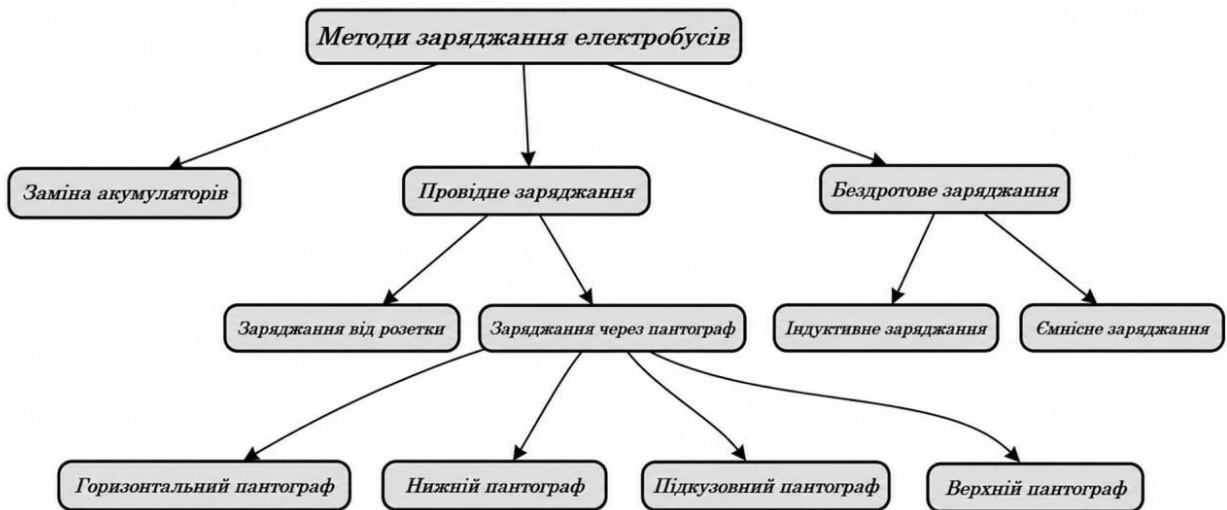 Методи заряджання електробусів
Заміна акумуляторів
Провідне заряджання
Бездротове заряджання
Заряджання від розетки
Заряджання через пантограф
Індуктивне заряджання
Ємнісне заряджання
Горизонтальний пантограф
Нижній пантограф
Підкузовний пантограф
Верхній пантограф